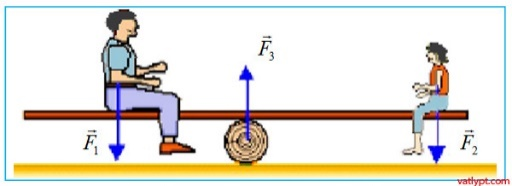 F⃗₃
F⃗₁
F⃗₂
vatlypt.com